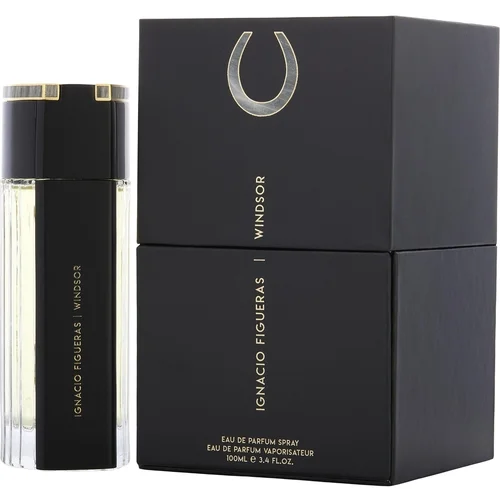 IGNACIO FIGUERAS | WINDSOR
IGNACIO FIGUERAS | WINDSOR
EAU DE PARFUM SPRAY
EAU DE PARFUM VAPORISATEUR
100ML ℮ 3.4 FL.OZ.